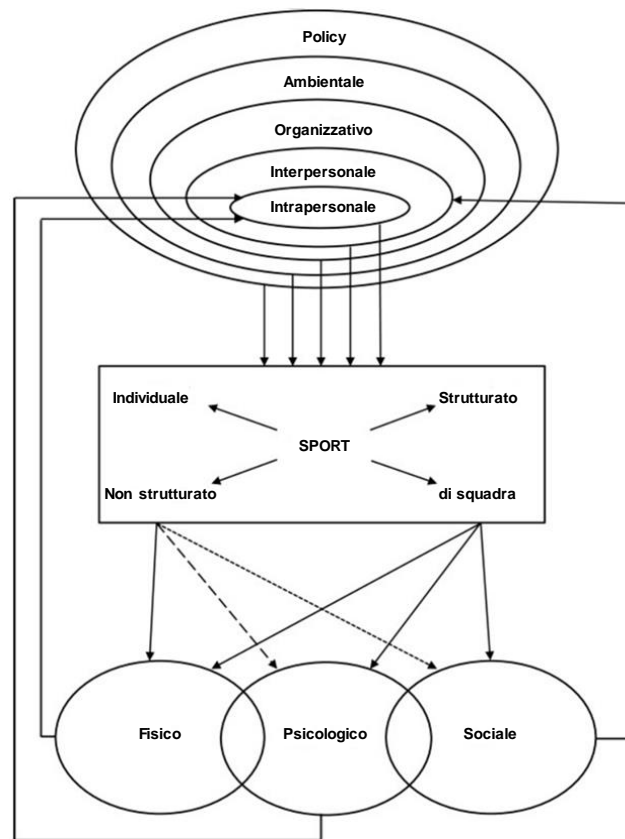 Policy
Ambientale
Organizzativo
Interpersonale
Intrapersonale
Individuale
Strutturato
SPORT
Non strutturato
di squadra
Fisico
Psicologico
Sociale